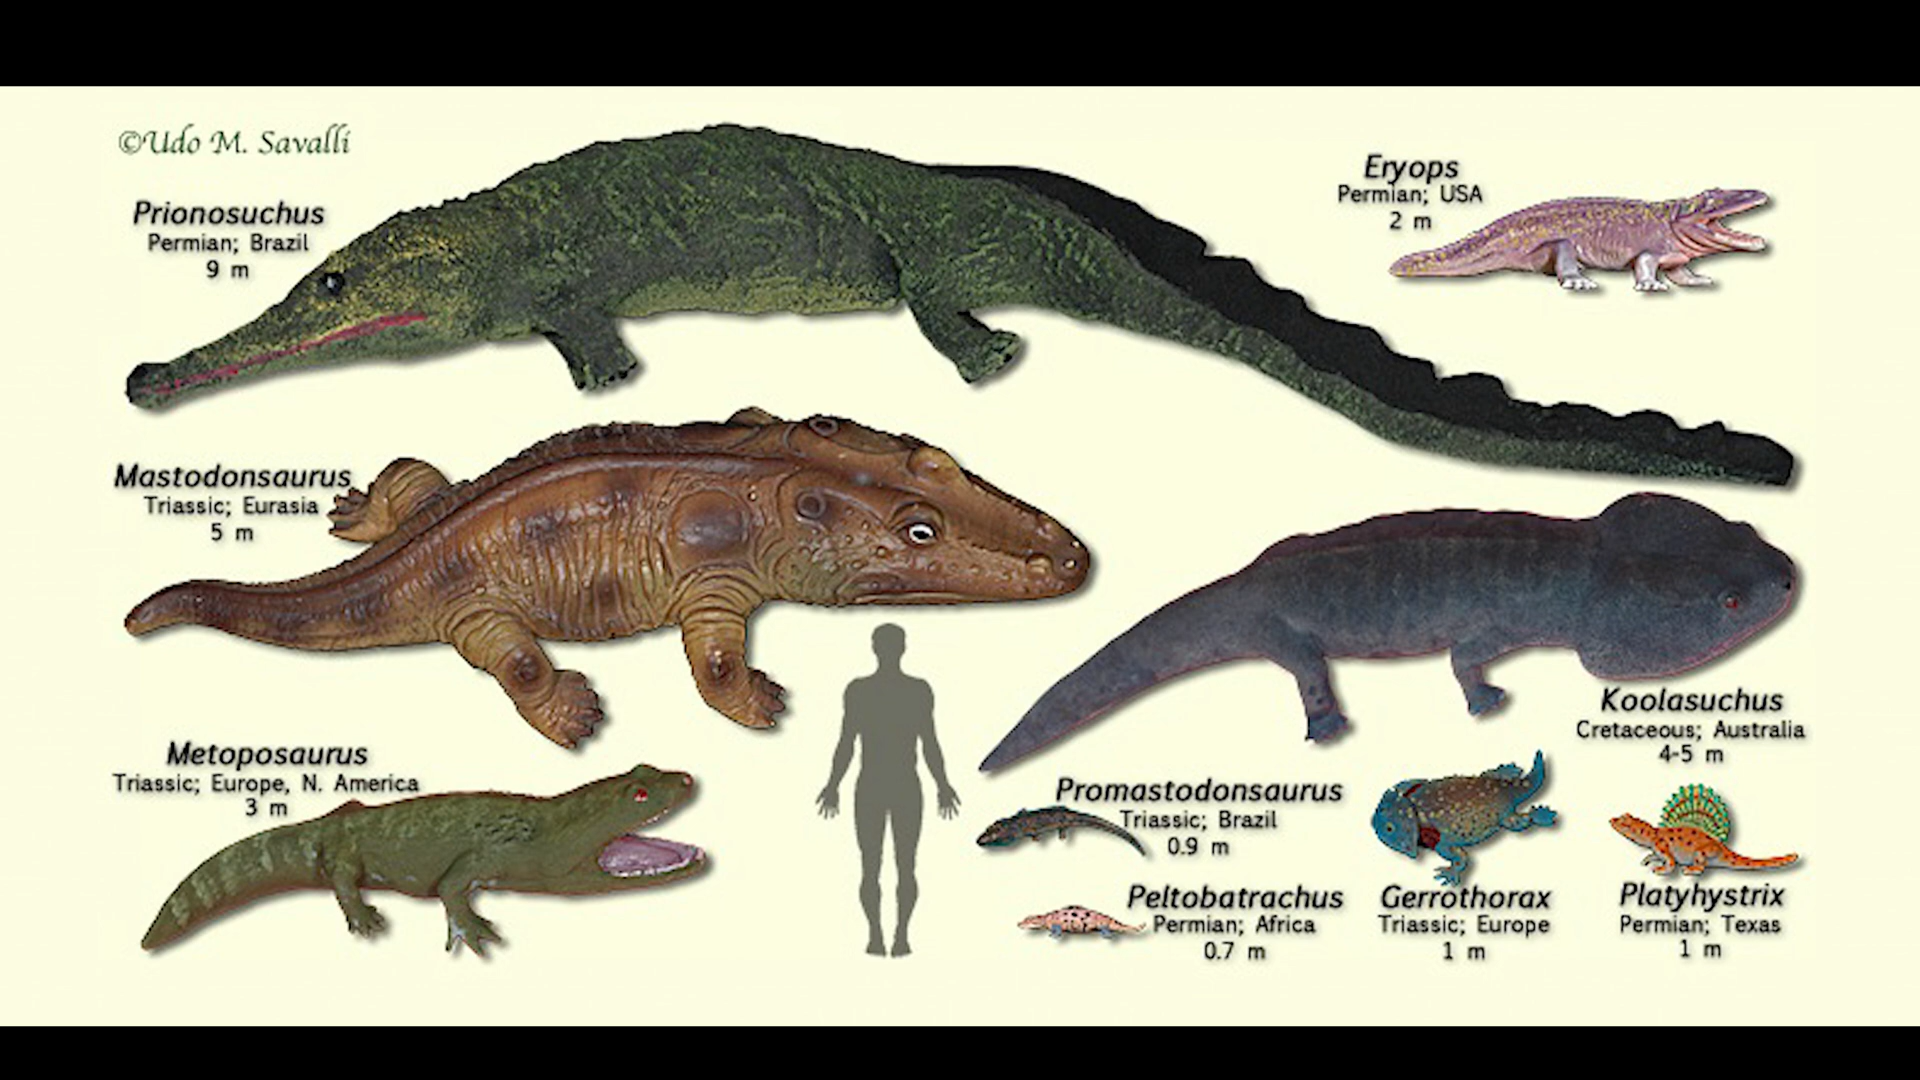 ©Udo M. Savalli
Prionosuchus
Permian; Brazil
9 m
Eryops
Permian; USA
2 m
Mastodonsaurus
Triassic; Eurasia
5 m
Koolasuchus
Cretaceous; Australia
4-5 m
Metoposaurus
Triassic; Europe, N. America
3 m
Promastodonsaurus
Triassic; Brazil
0.9 m
Peltobatrachus
Permian; Africa
0.7 m
Gerrothorax
Triassic; Europe
1 m
Platyhystrix
Permian; Texas
1 m